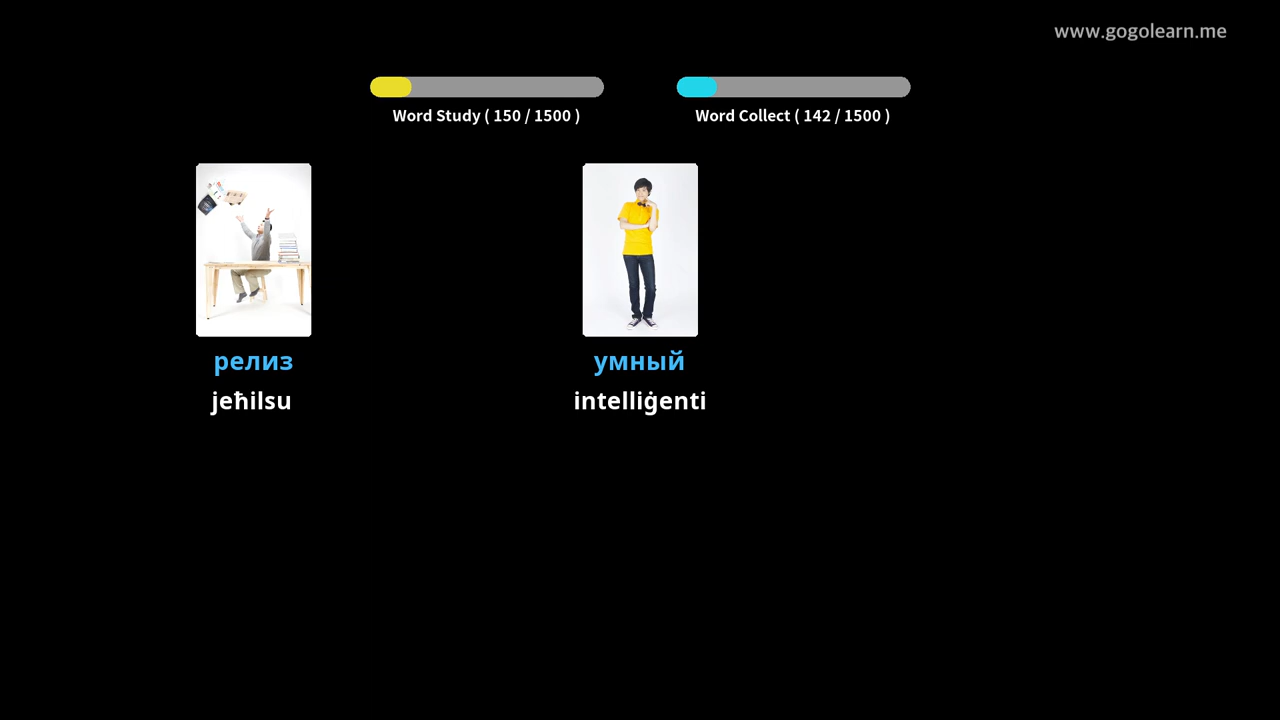 www.gogolearn.me
Word Study ( 150 / 1500 )
Word Collect ( 142 / 1500 )
релиз
jeħilsu
умный
intelliġenti